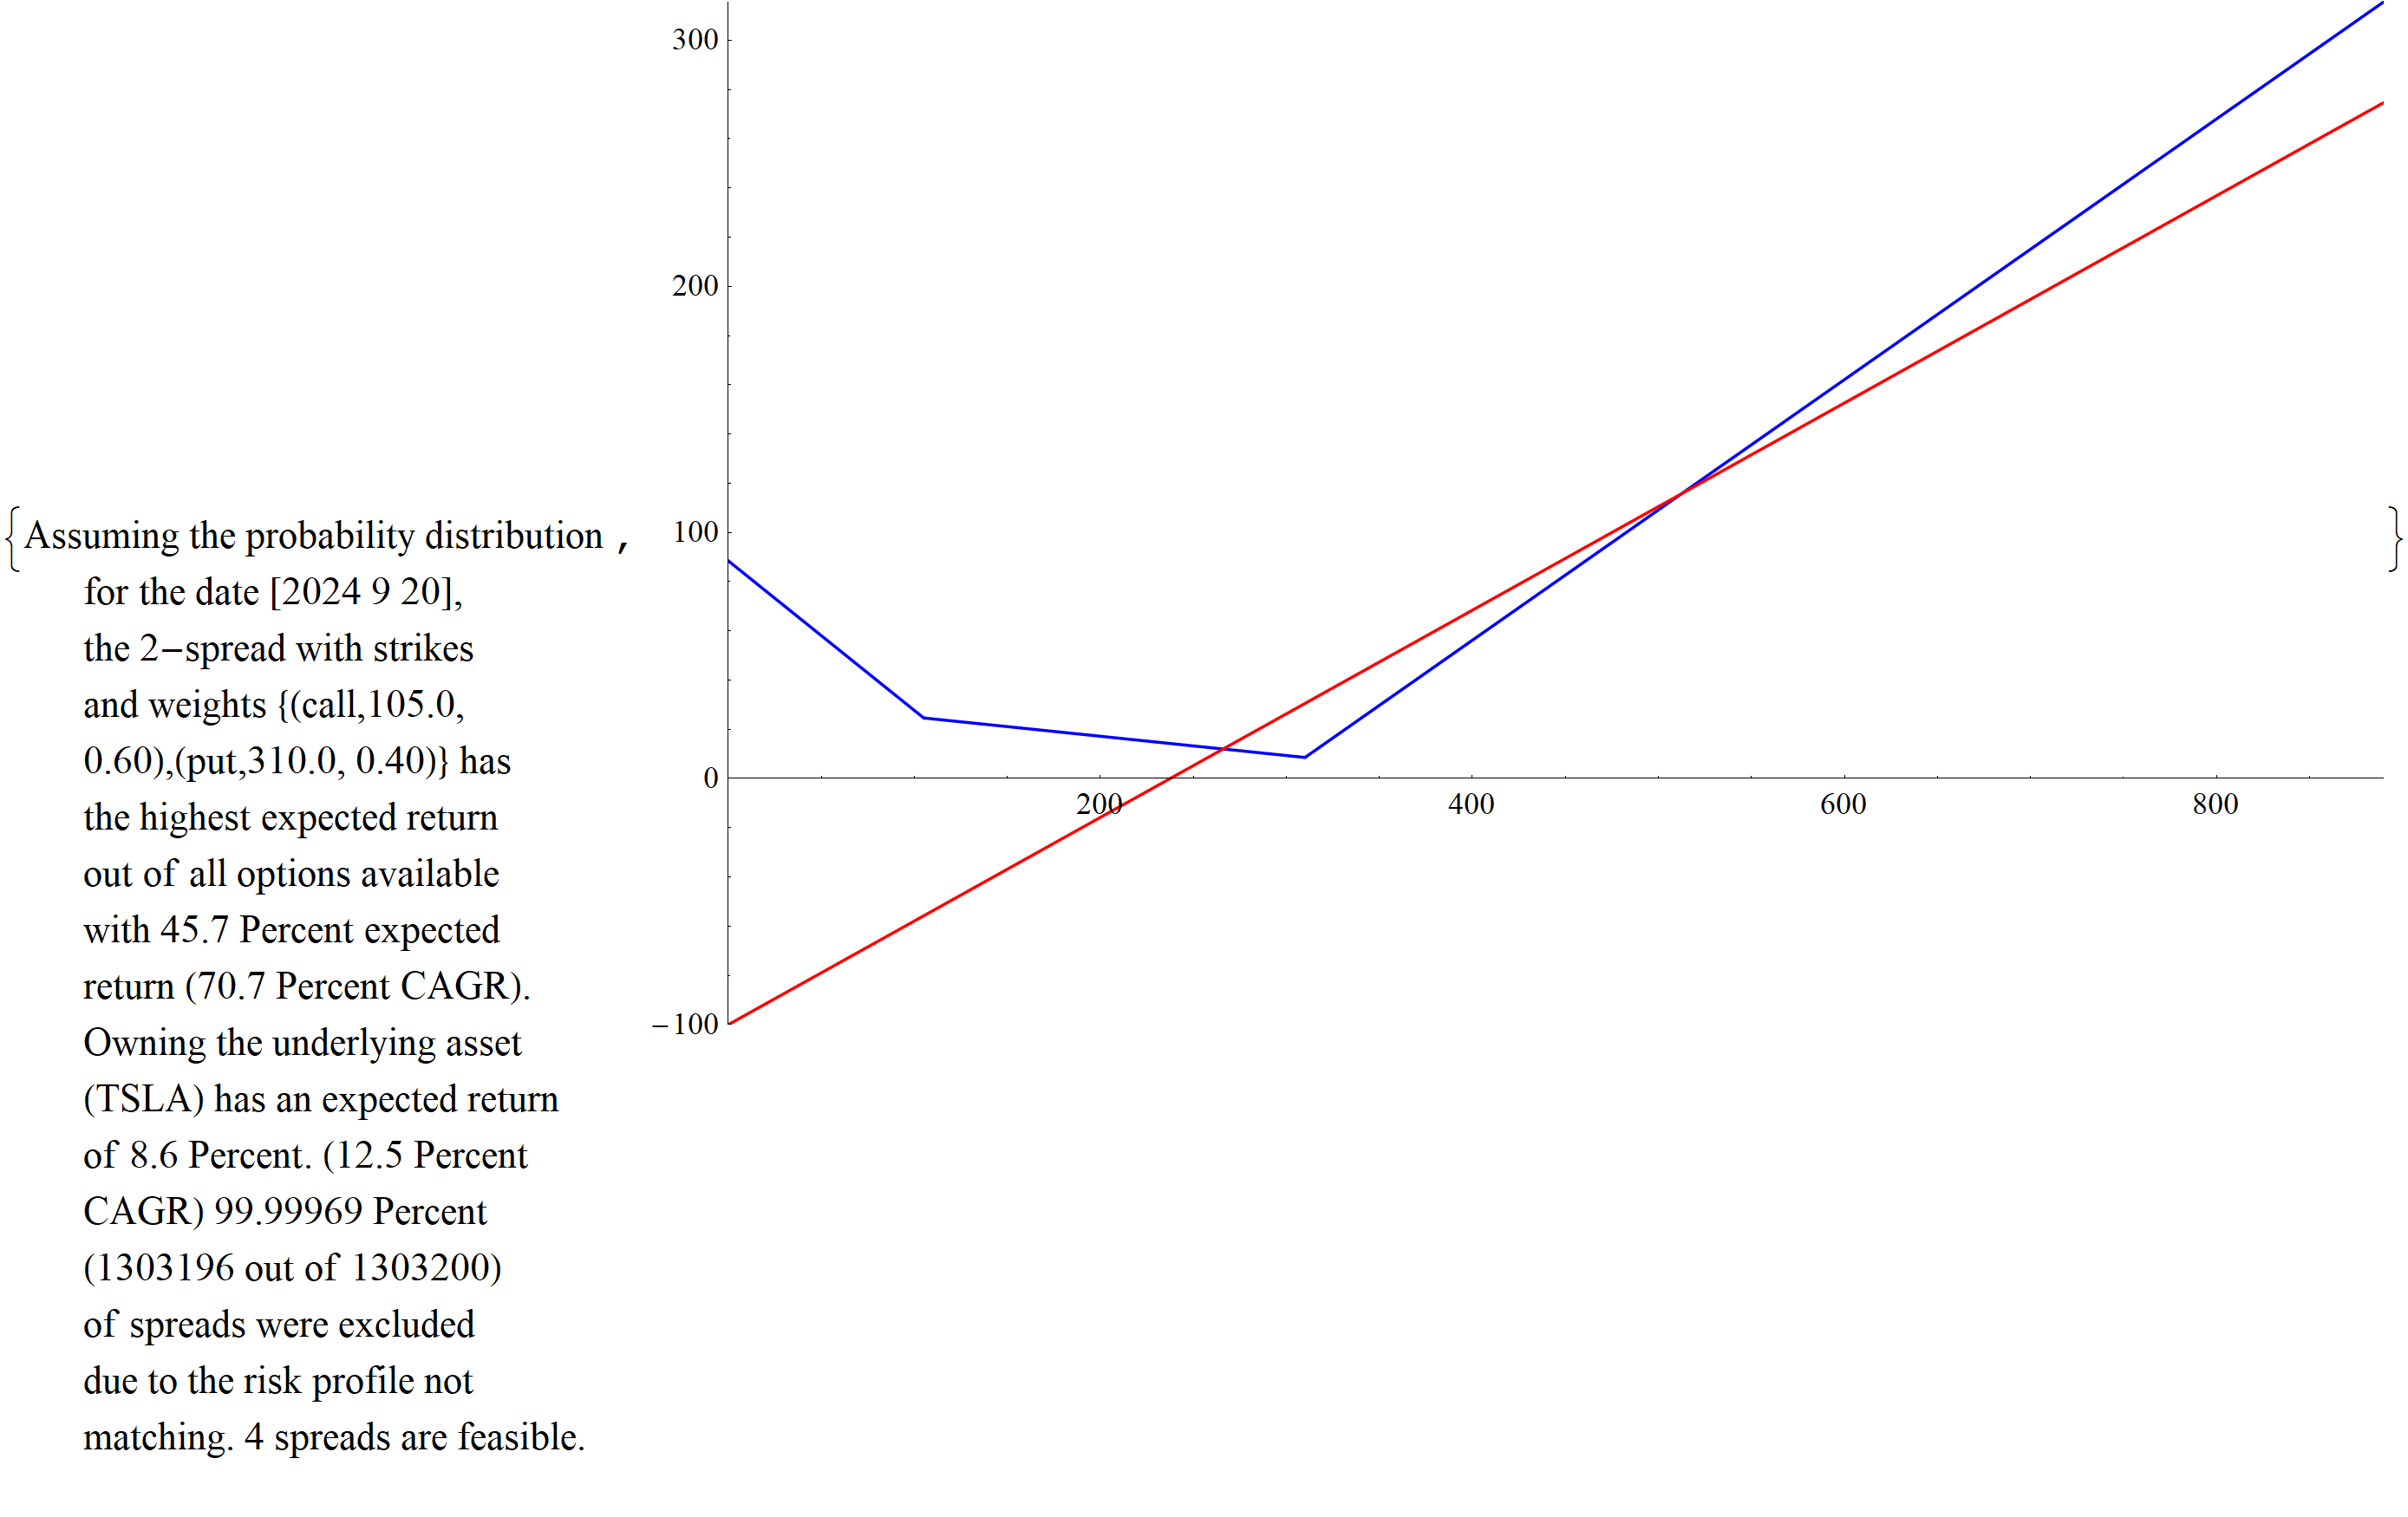 {Assuming the probability distribution ,
for the date [2024 9 20],
the 2−spread with strikes
and weights {(call,105.0,
0.60),(put,310.0, 0.40)} has
the highest expected return
out of all options available
with 45.7 Percent expected
return (70.7 Percent CAGR).
Owning the underlying asset
(TSLA) has an expected return
of 8.6 Percent. (12.5 Percent
CAGR) 99.99969 Percent
(1303196 out of 1303200)
of spreads were excluded
due to the risk profile not
matching. 4 spreads are feasible.
300
200
100
0
−100
200
400
600
800
}